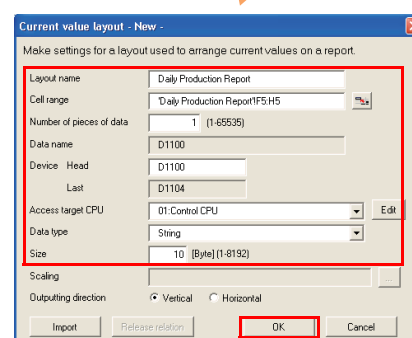 Current value layout - New -
Make settings for a layout used to arrange current values on a report.
Layout name Daily Production Report
Cell range 'Daily Production Report'!F5:H5
Number of pieces of data 1 (1-65535)
Data name D1100
Device Head D1100
Last D1104
Access target CPU 01:Control CPU Edit
Data type String
Size 10 [Byte] (1-8192)
Scaling ...
Outputting direction Vertical Horizontal
Import Release relation OK Cancel